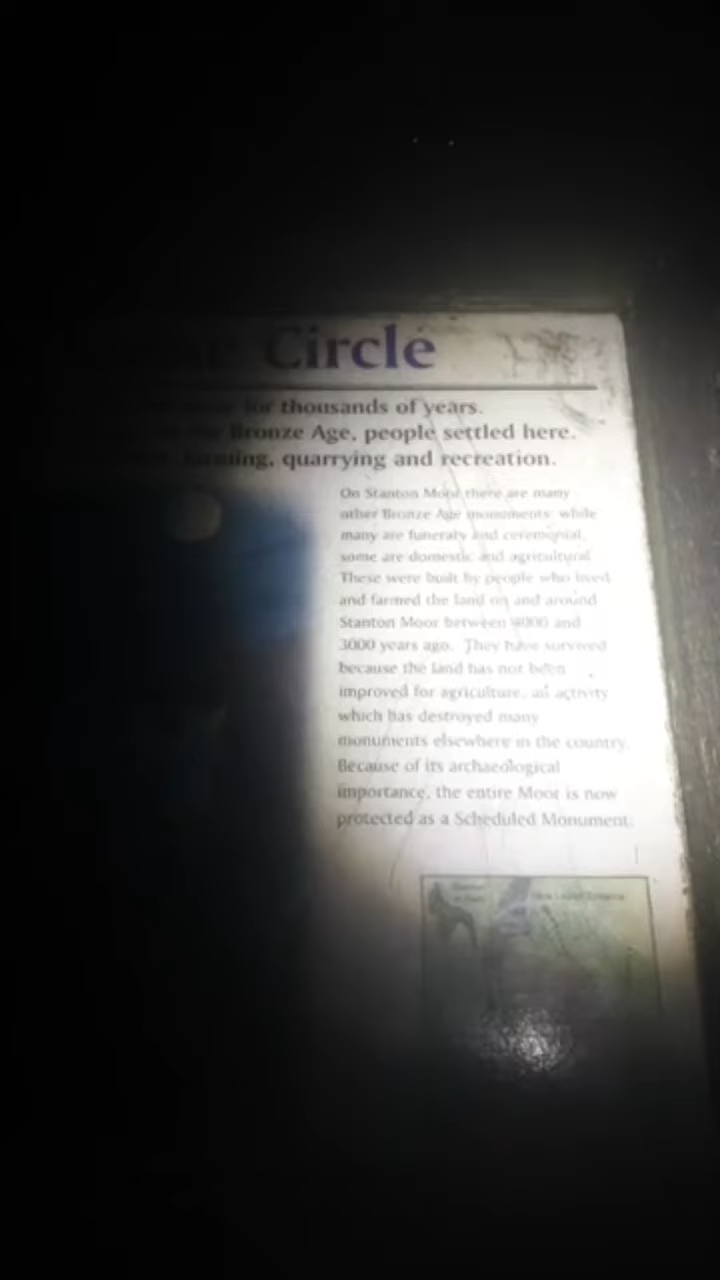 Circle
for thousands of years.
Bronze Age, people settled here.
farming, quarrying and recreation.
On Stanton Moor there are many
other Bronze Age monuments: while
many are funerary and ceremonial,
some are domestic and agricultural.
These were built by people who lived
and farmed the land on and around
Stanton Moor between 4000 and
3000 years ago. They have survived
because the land has not been
improved for agriculture, an activity
which has destroyed many
monuments elsewhere in the country.
Because of its archaeological
importance, the entire Moor is now
protected as a Scheduled Monument.